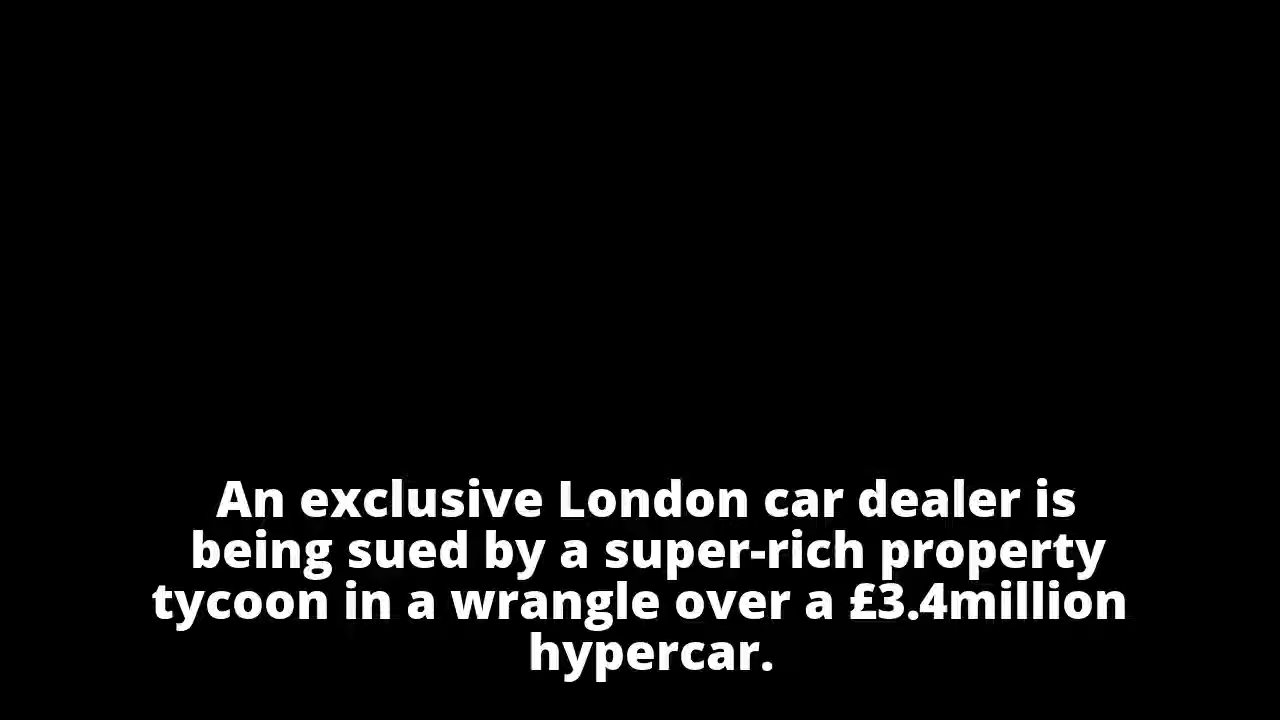 An exclusive London car dealer is
being sued by a super-rich property
tycoon in a wrangle over a £3.4million
hypercar.